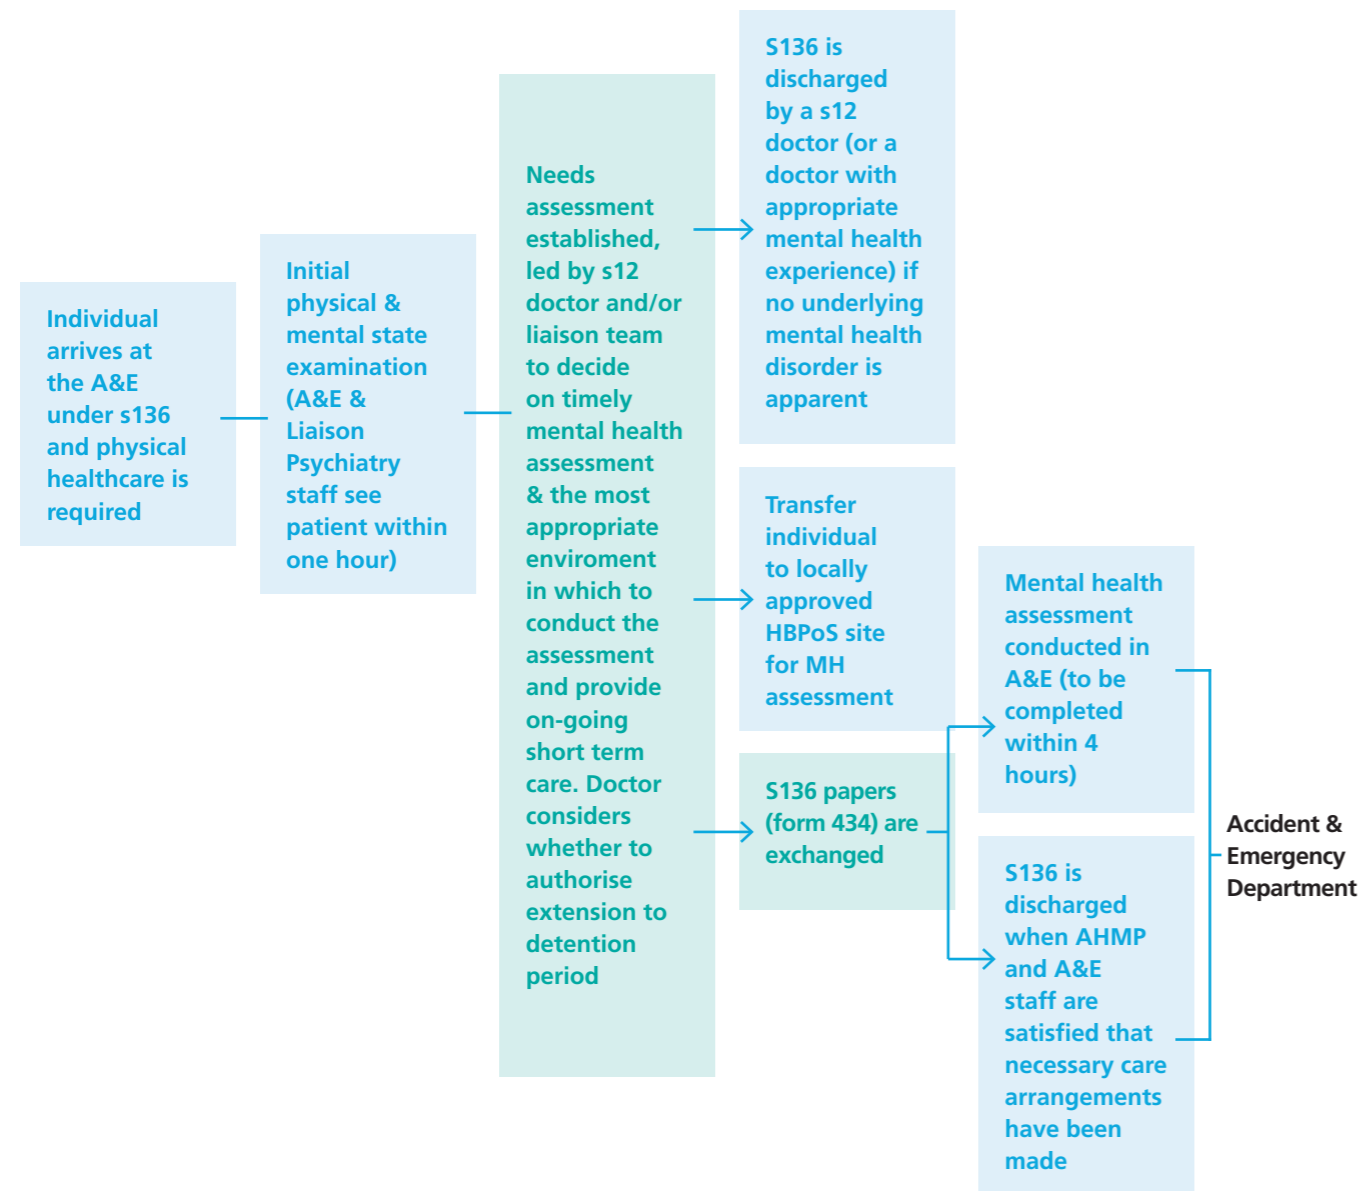 Individual
arrives at
the A&E
under s136
and physical
healthcare is
required
Initial
physical &
mental state
examination
(A&E &
Liaison
Psychiatry
staff see
patient within
one hour)
Needs
assessment
established,
led by s12
doctor and/or
liaison team
to decide
on timely
mental health
assessment
& the most
appropriate
enviroment
in which to
conduct the
assessment
and provide
on-going
short term
care. Doctor
considers
whether to
authorise
extension to
detention
period
S136 is
discharged
by a s12
doctor (or a
doctor with
appropriate
mental health
experience) if
no underlying
mental health
disorder is
apparent
Transfer
individual
to locally
approved
HBPoS site
for MH
assessment
S136 papers
(form 434) are
exchanged
Mental health
assessment
conducted in
A&E (to be
completed
within 4
hours)
S136 is
discharged
when AHMP
and A&E
staff are
satisfied that
necessary care
arrangements
have been
made
Accident &
Emergency
Department